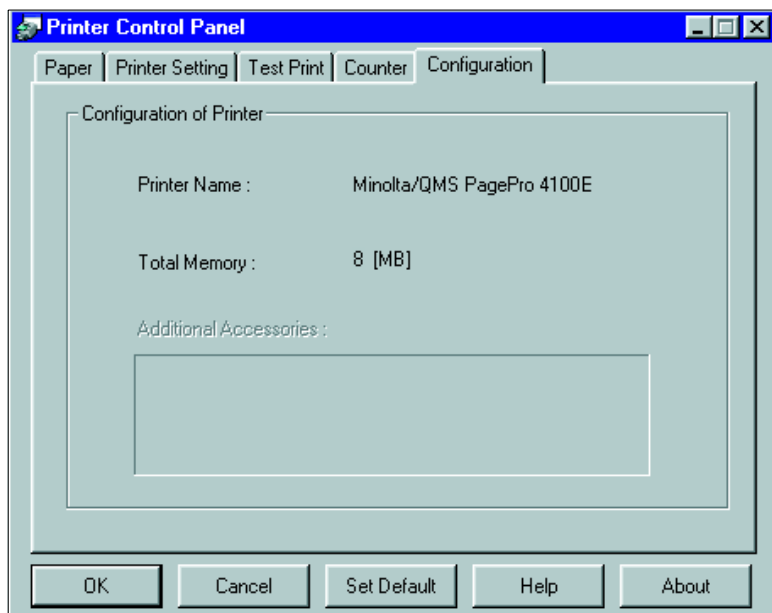 Printer Control Panel
Paper Printer Setting Test Print Counter Configuration
Configuration of Printer
Printer Name : Minolta/QMS PagePro 4100E
Total Memory : 8 [MB]
Additional Accessories :
OK Cancel Set Default Help About